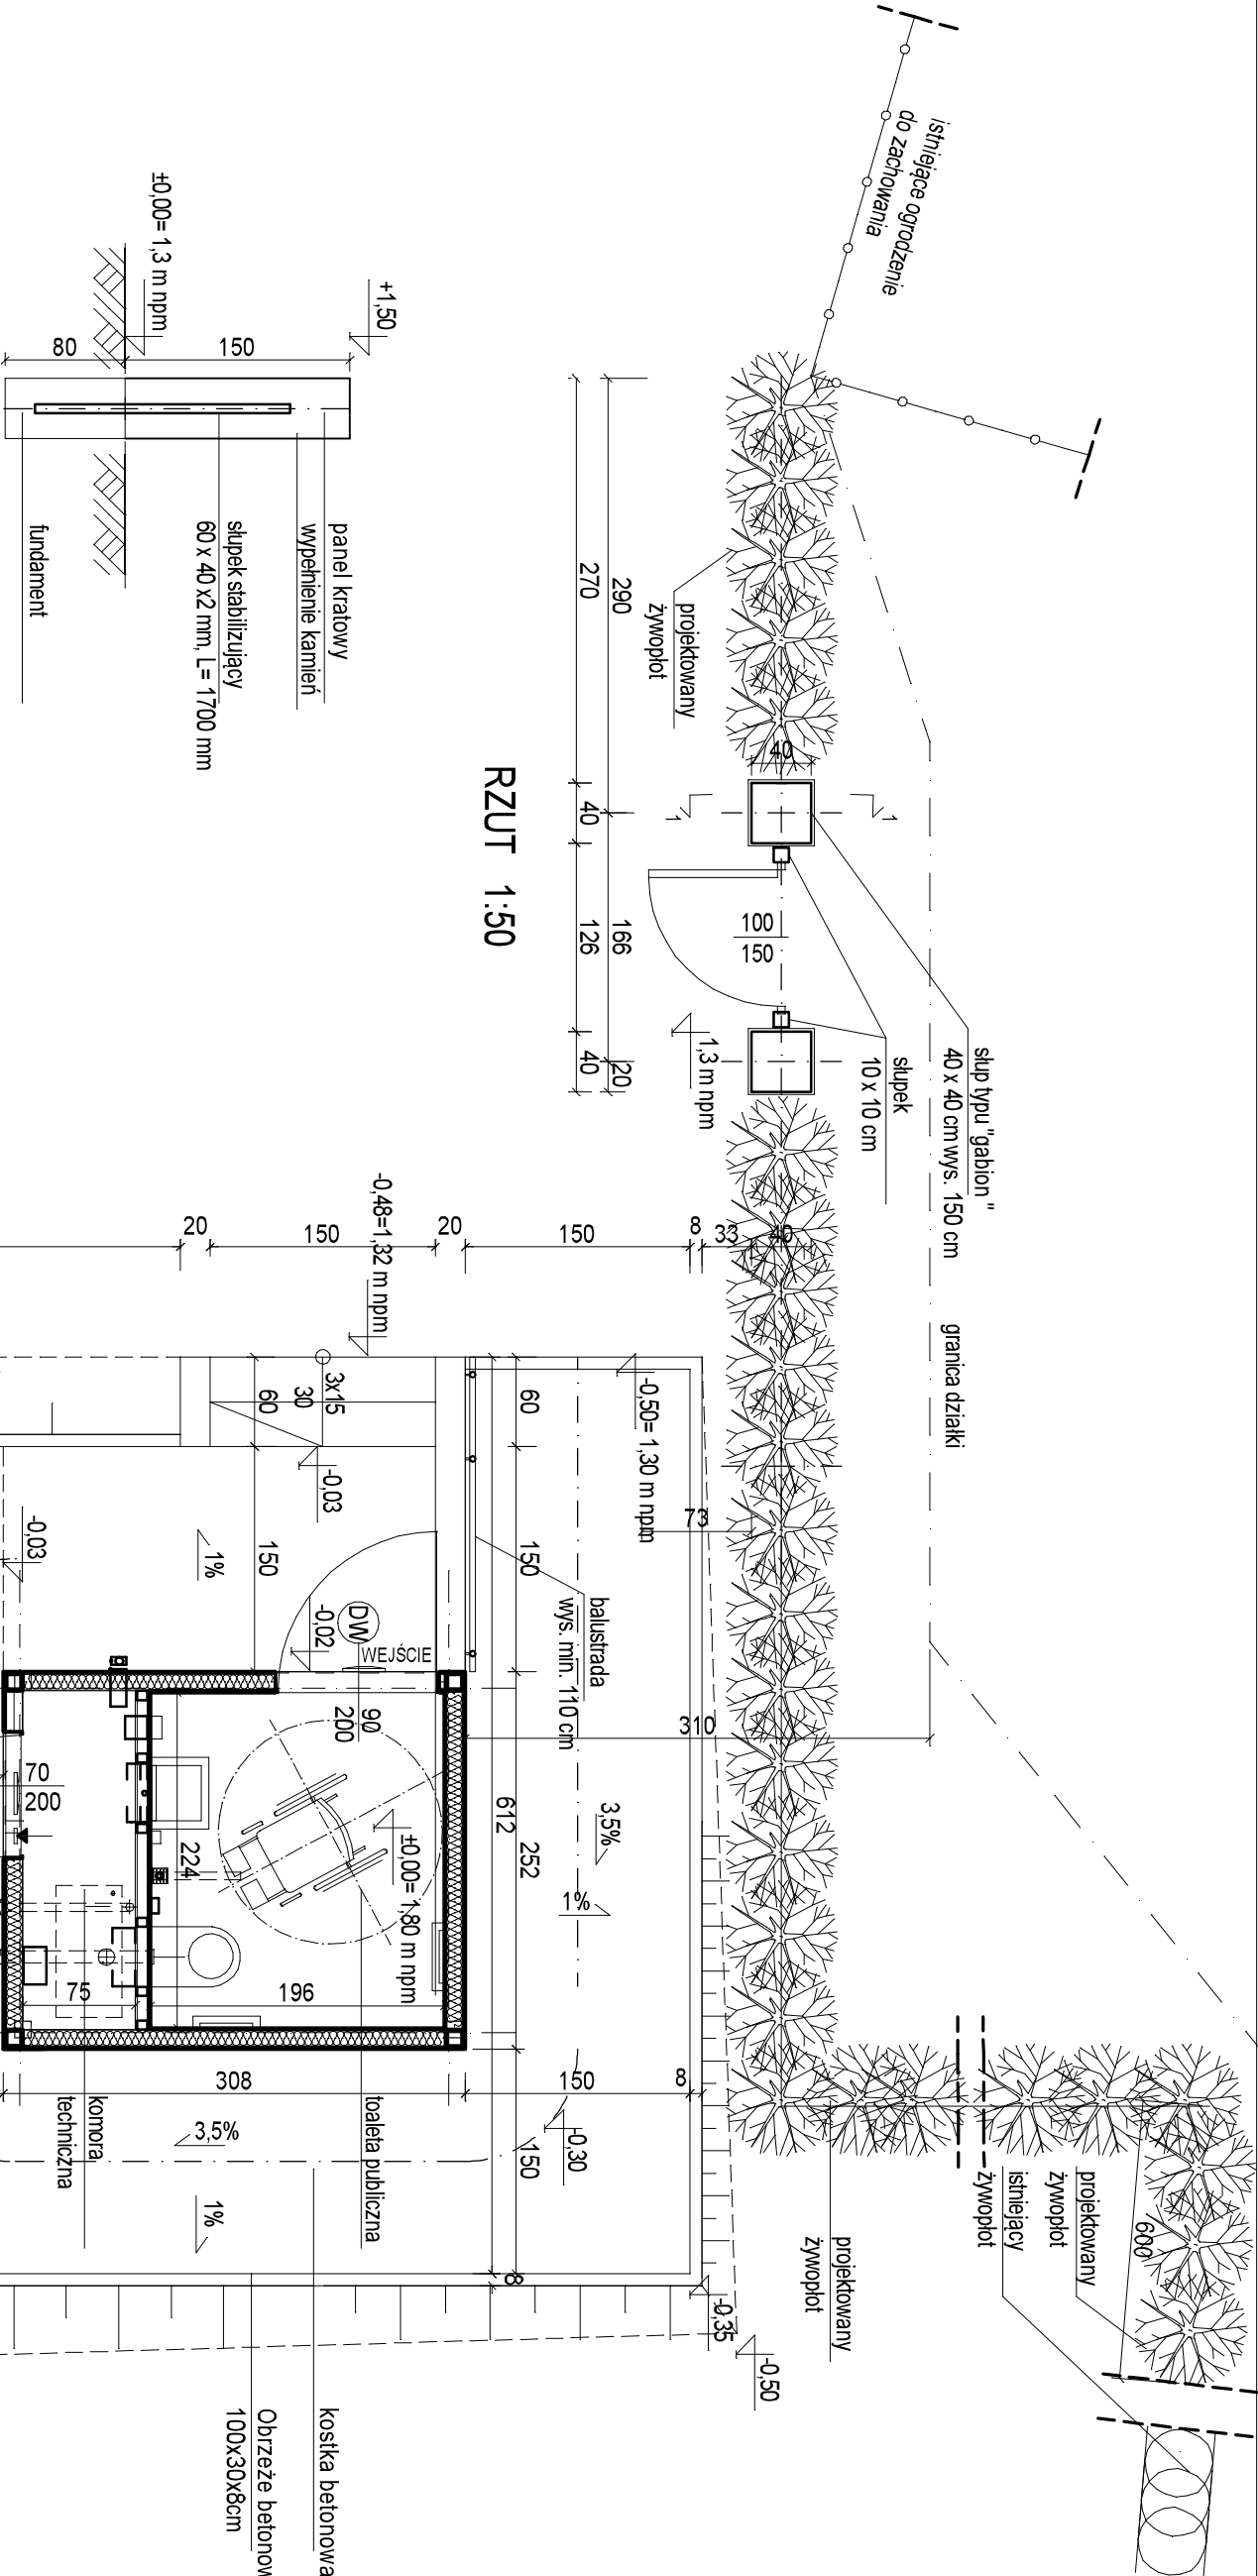 istniejące ogrodzenie
do zachowania
+1,50
±0,00= 1,3 m npm
80
150
panel kratowy
wypełnienie kamień
słupek stabilizujący
60 x 40 x2 mm, L= 1700 mm
fundament
RZUT 1:50
290
270
projektowany
żywopłot
40
40
166
126
20
40
100
150
1
1
1,3 m npm
słup typu "gabion "
40 x 40 cm wys. 150 cm
słupek
10 x 10 cm
granica działki
20
150
20
150
8
33
40
-0,48=1,32 m npm
3x15
30
60
60
-0,50= 1,30 m npm
73
-0,03
-0,03
1%
150
150
balustrada
wys. min. 110 cm
DW
-0,02
WEJŚCIE
90
200
310
70
200
224
±0,00= 1,80 m npm
612
252
3,5%
1%
75
196
308
150
8
komora
techniczna
toaleta publiczna
3,5%
1%
-0,30
150
8
-0,35
-0,50
projektowany
żywopłot
istniejący
żywopłot
projektowany
żywopłot
600
kostka betonowa
Obrzeże betonow
100x30x8cm